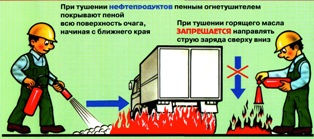 При тушении нефтепродуктов пенным огнетушителем
покрывают пеной
всю поверхность очага,
начиная с ближнего края
При тушении горящего масла
ЗАПРЕЩАЕТСЯ направлять
струю заряда сверху вниз